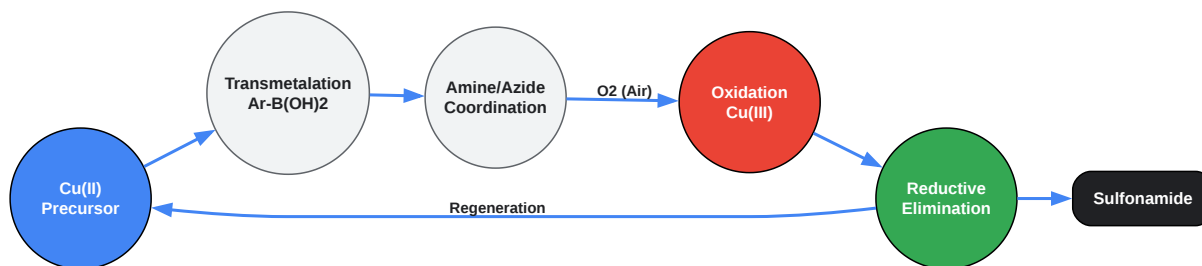 Transmetalation
Ar-B(OH)2
Amine/Azide
Coordination
O2 (Air)
Oxidation
Cu(III)
Cu(II)
Precursor
Regeneration
Reductive
Elimination
Sulfonamide